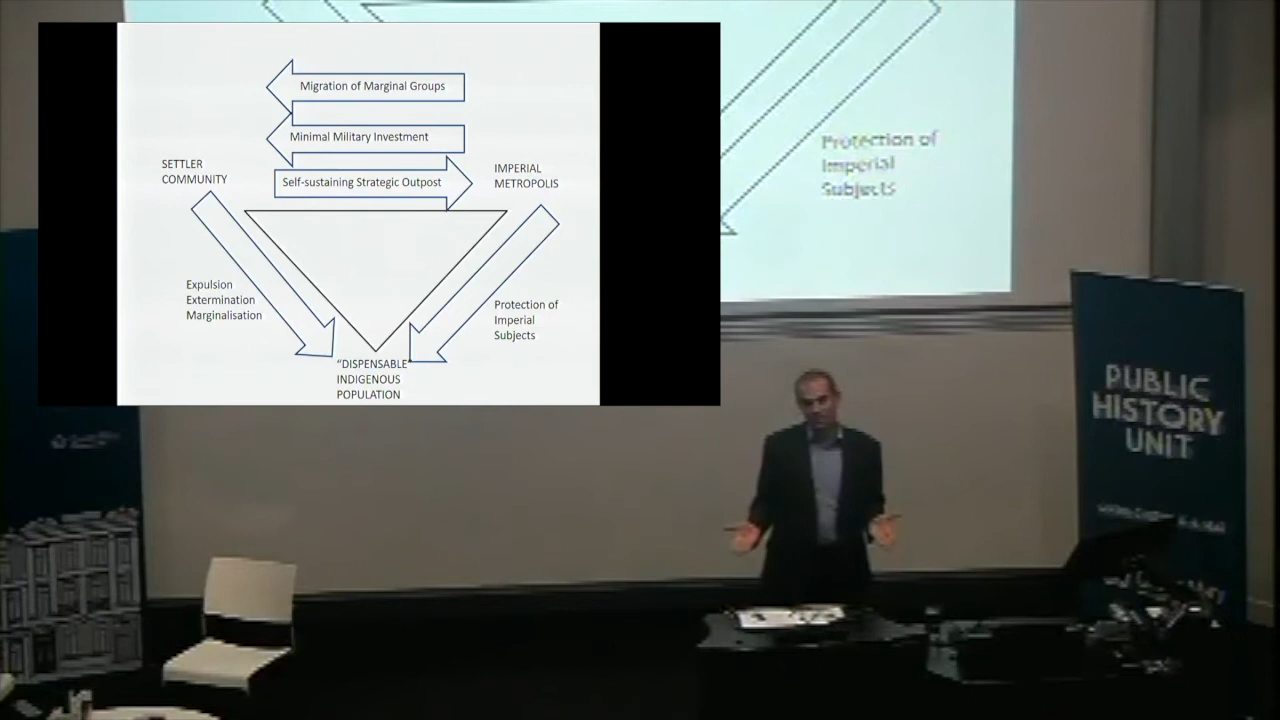 Migration of Marginal Groups
Minimal Military Investment
SETTLER
COMMUNITY
IMPERIAL
METROPOLIS
Self-sustaining Strategic Outpost
Expulsion
Extermination
Marginalisation
Protection of
Imperial
Subjects
"DISPENSABLE"
INDIGENOUS
POPULATION
Protection of
Imperial
Subjects
PUBLIC
HISTORY
UNIT